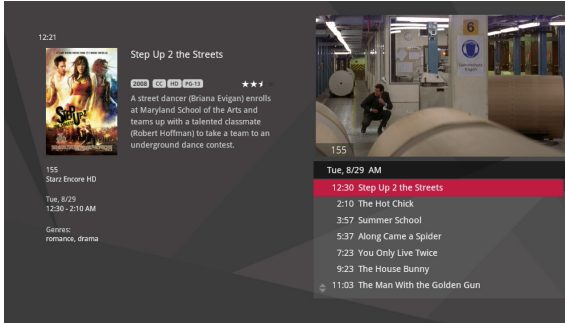 12:21
Step Up 2 the Streets
2008 CC HD PG-13
A street dancer (Briana Evigan) enrolls
at Maryland School of the Arts and
teams up with a talented classmate
(Robert Hoffman) to take a team to an
underground dance contest.
155
Starz Encore HD
Tue, 8/29
12:30 - 2:10 AM
Genres:
romance, drama
6
155
Tue, 8/29 AM
12:30 Step Up 2 the Streets
2:10 The Hot Chick
3:57 Summer School
5:37 Along Came a Spider
7:23 You Only Live Twice
9:23 The House Bunny
11:03 The Man With the Golden Gun